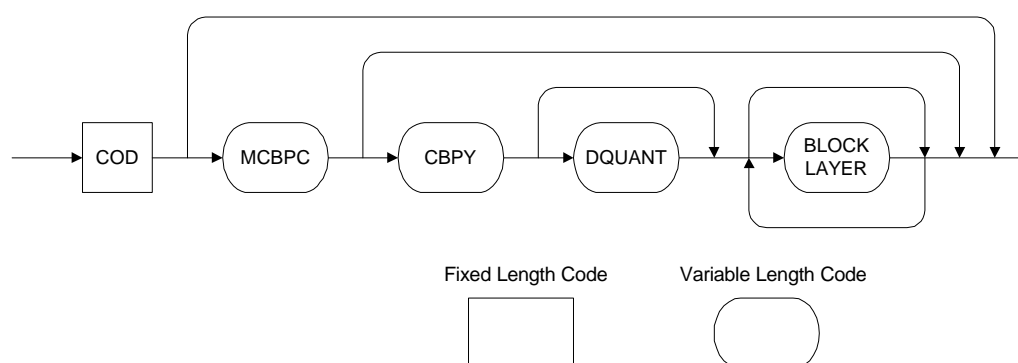 COD
MCBPC
CBPY
DQUANT
BLOCK
LAYER
Fixed Length Code
Variable Length Code